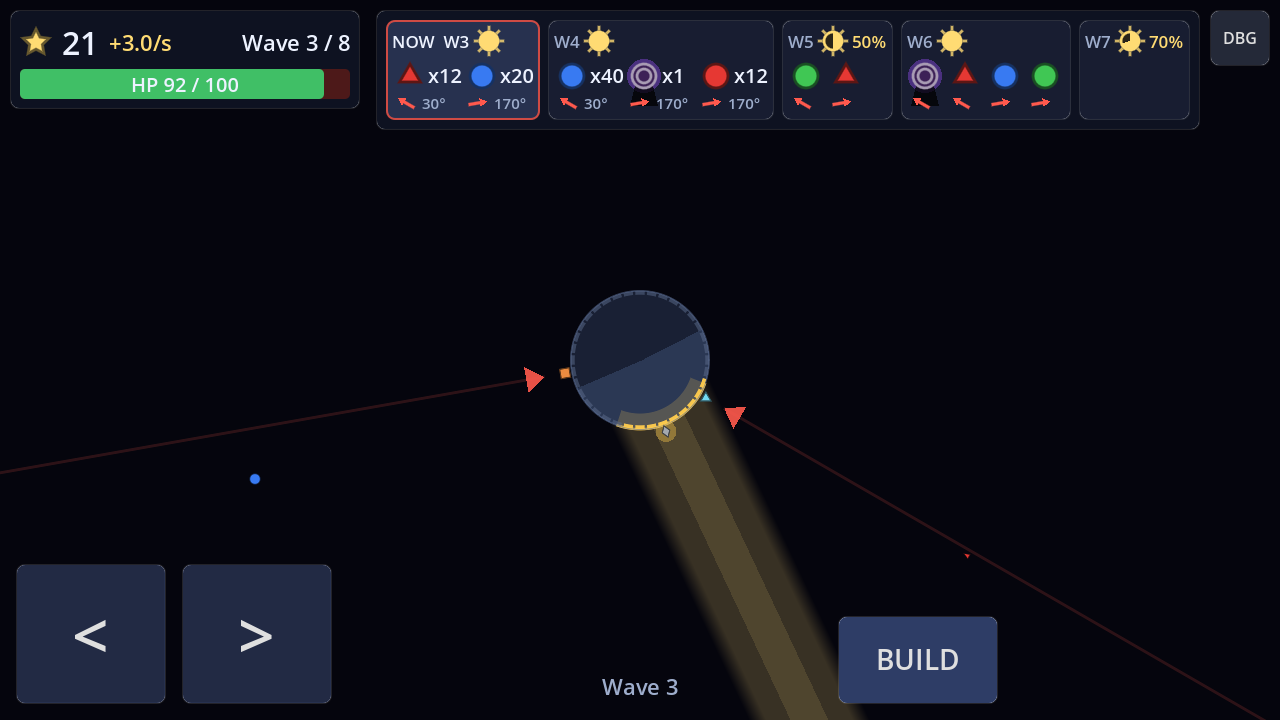 21 +3.0/s Wave 3 / 8
HP 92 / 100
NOW W3
x12 x20
30° 170°
W4
x40 x1 x12
30° 170° 170°
W5 50%
W6
W7 70%
DBG
< >
BUILD
Wave 3